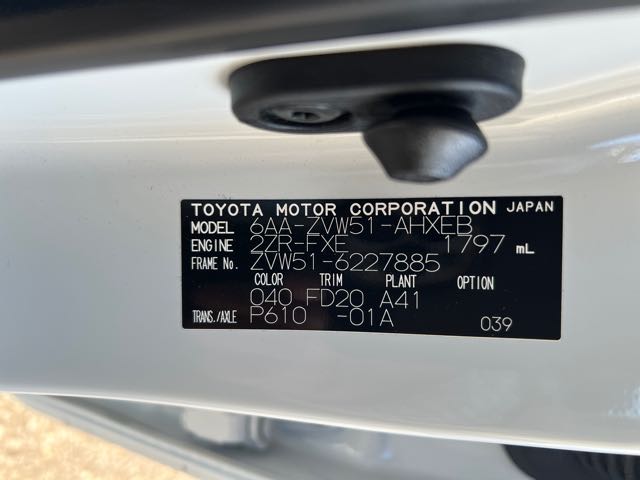 TOYOTA MOTOR CORPORATION JAPAN
MODEL 6AA-ZVW51-AHXEB
ENGINE 2ZR-FXE 1797 mL
FRAME No. ZVW51-6227885
COLOR TRIM PLANT OPTION
040 FD20 A41
TRANS./AXLE P610 -01A 039